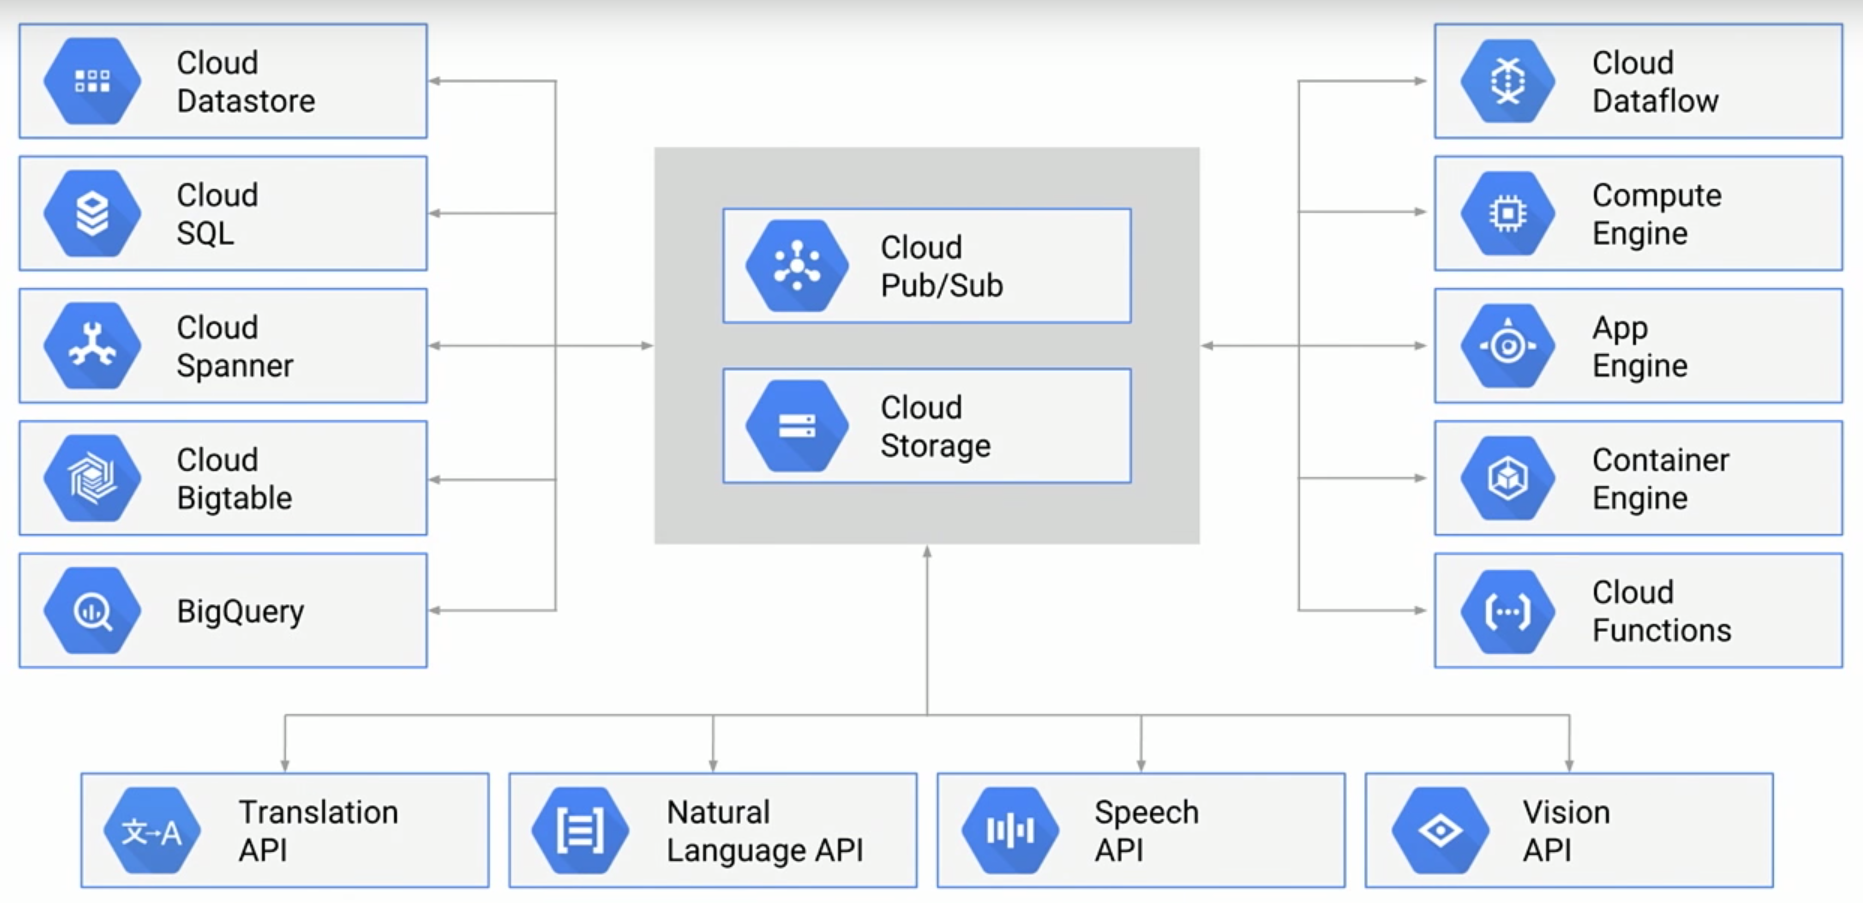 Cloud
Datastore
Cloud
SQL
Cloud
Spanner
Cloud
Bigtable
BigQuery
Cloud
Pub/Sub
Cloud
Storage
Cloud
Dataflow
Compute
Engine
App
Engine
Container
Engine
Cloud
Functions
文→A
Translation
API
Natural
Language API
Speech
API
Vision
API